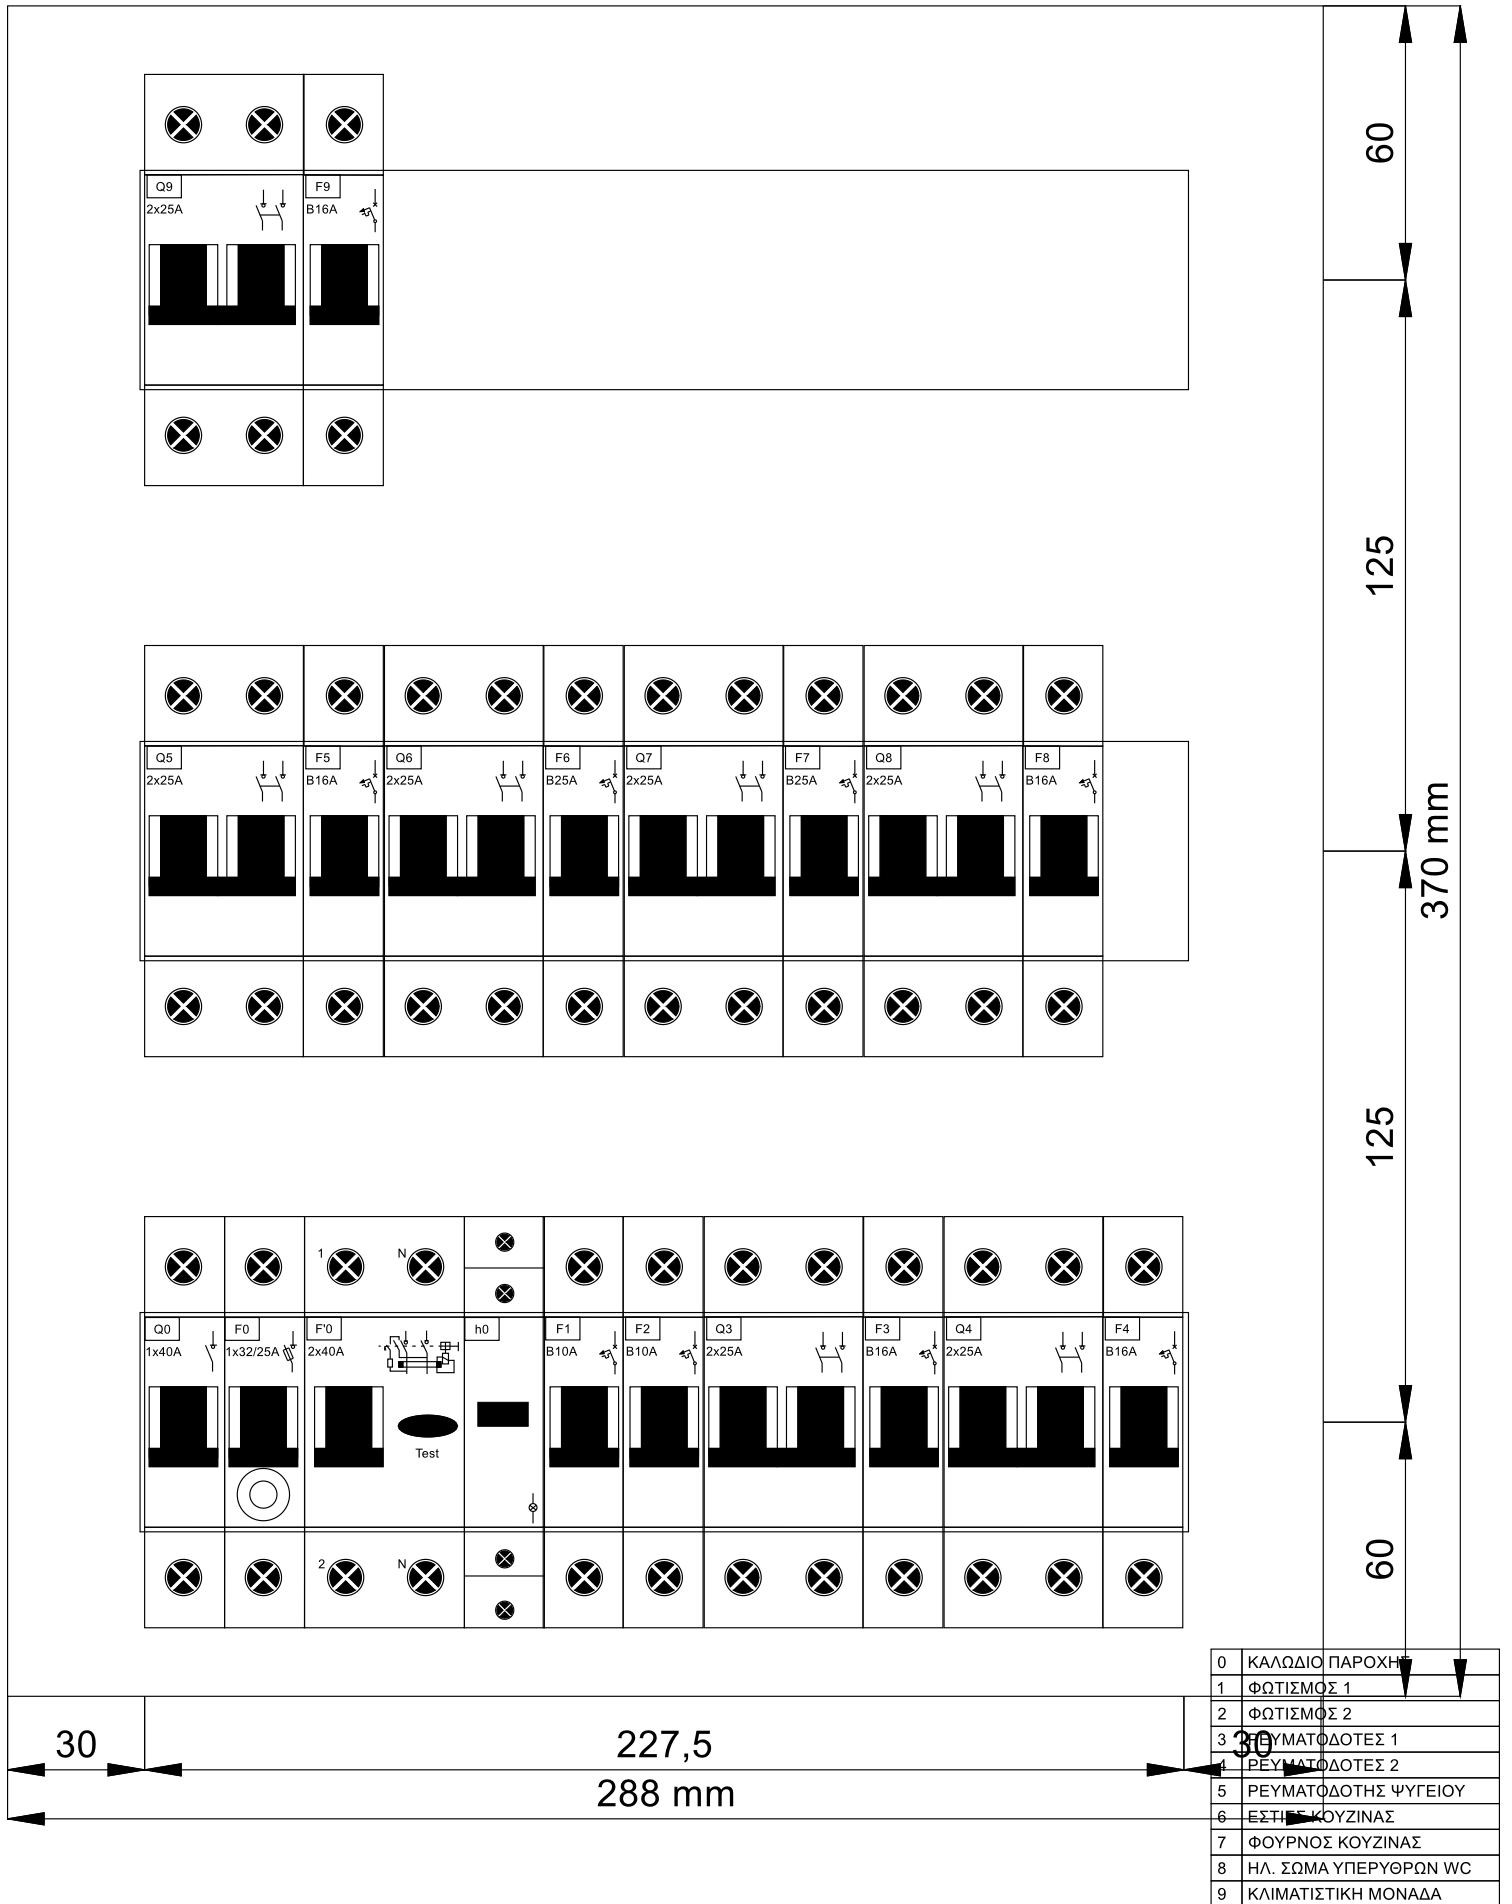 60
Q9 F9
2x25A B16A
125
Q5 F5 Q6 F6 Q7 F7 Q8 F8
2x25A B16A 2x25A B25A 2x25A B25A 2x25A B16A
370 mm
125
1 N
Q0 F0 F'0 h0 F1 F2 Q3 F3 Q4 F4
1x40A 1x32/25A 2x40A B10A B10A 2x25A B16A 2x25A B16A
Test
2 N
60
30 227,5 30
288 mm
0 ΚΑΛΩΔΙΟ ΠΑΡΟΧΗΣ
1 ΦΩΤΙΣΜΟΣ 1
2 ΦΩΤΙΣΜΟΣ 2
3 ΡΕΥΜΑΤΟΔΟΤΕΣ 1
4 ΡΕΥΜΑΤΟΔΟΤΕΣ 2
5 ΡΕΥΜΑΤΟΔΟΤΗΣ ΨΥΓΕΙΟΥ
6 ΕΣΤΙΕΣ ΚΟΥΖΙΝΑΣ
7 ΦΟΥΡΝΟΣ ΚΟΥΖΙΝΑΣ
8 ΗΛ. ΣΩΜΑ ΥΠΕΡΥΘΡΩΝ WC
9 ΚΛΙΜΑΤΙΣΤΙΚΗ ΜΟΝΑΔΑ